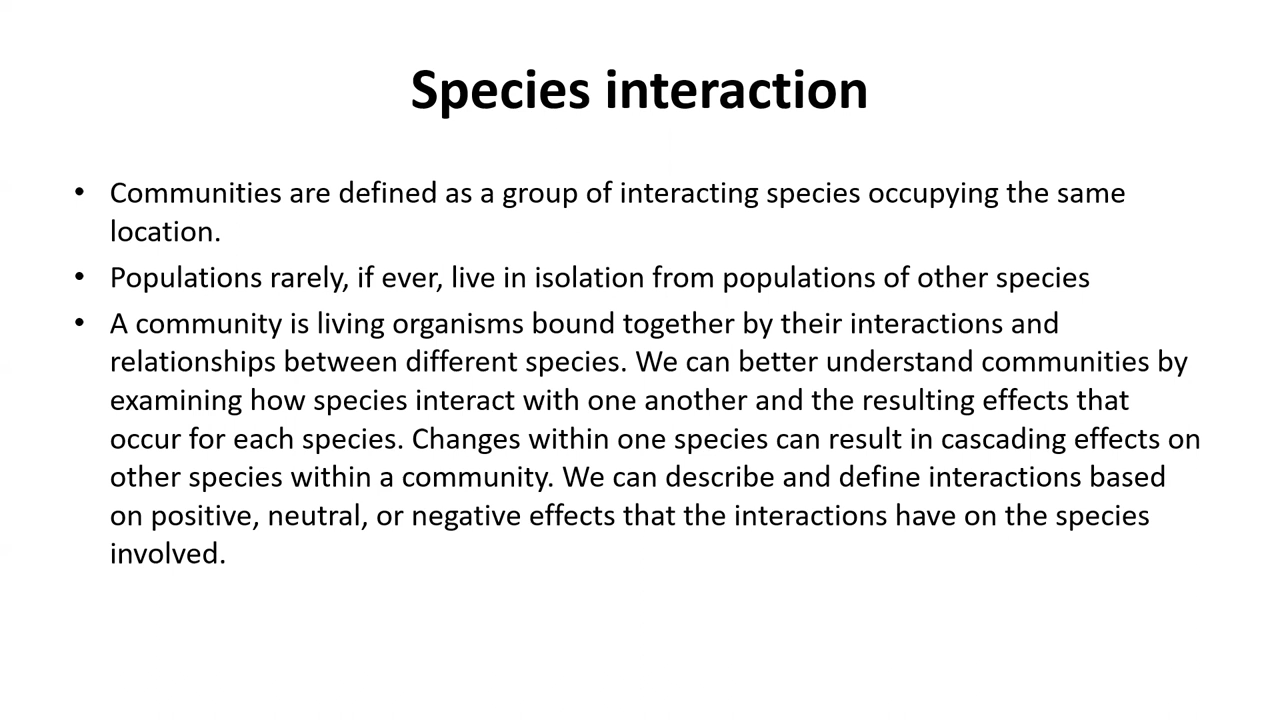 Species interaction
• Communities are defined as a group of interacting species occupying the same
location.
• Populations rarely, if ever, live in isolation from populations of other species
• A community is living organisms bound together by their interactions and
relationships between different species. We can better understand communities by
examining how species interact with one another and the resulting effects that
occur for each species. Changes within one species can result in cascading effects on
other species within a community. We can describe and define interactions based
on positive, neutral, or negative effects that the interactions have on the species
involved.